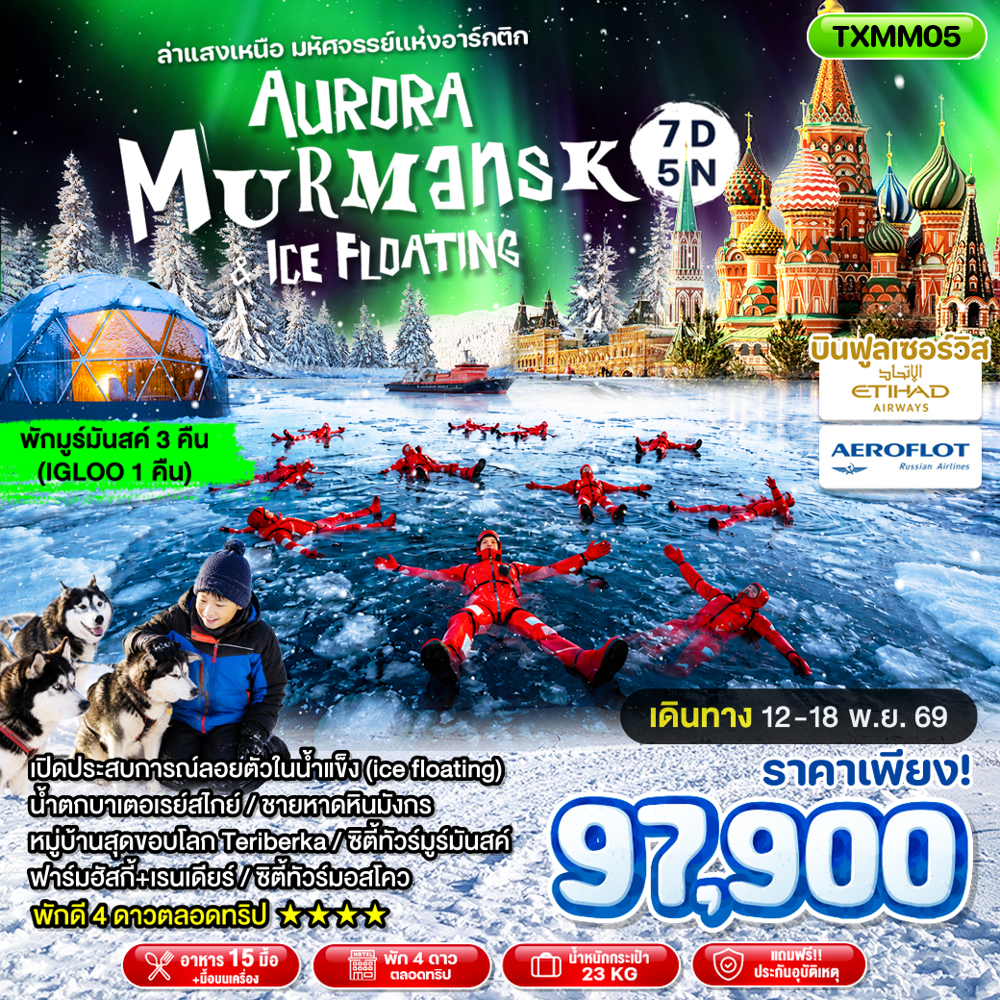 TXMM05
ล่าแสงเหนือ มหัศจรรย์แห่งอาร์กติก
AURORA
MURMANSK
& ICE FLOATING
7D
5N
บินฟูลเซอร์วิส
الإتحاد
ETIHAD
AIRWAYS
AEROFLOT
Russian Airlines
พักมูร์มันสค์ 3 คืน
(IGLOO 1 คืน)
เดินทาง 12-18 พ.ย. 69
ราคาเพียง!
97,900
เปิดประสบการณ์ลอยตัวในน้ำแข็ง (ice floating)
น้ำตกบาเตอเรย์สไกย์ / ชายหาดหินมังกร
หมู่บ้านสุดขอบโลก Teriberka / ซิตี้ทัวร์มูร์มันสค์
ฟาร์มฮัสกี้+เรนเดียร์ / ซิตี้ทัวร์มอสโคว
พักดี 4 ดาวตลอดทริป ★★★★
อาหาร 15 มื้อ
+มื้อบนเครื่อง
HOTEL
พัก 4 ดาว
ตลอดทริป
น้ำหนักกระเป๋า
23 KG
แถมฟรี!!
ประกันอุบัติเหตุ